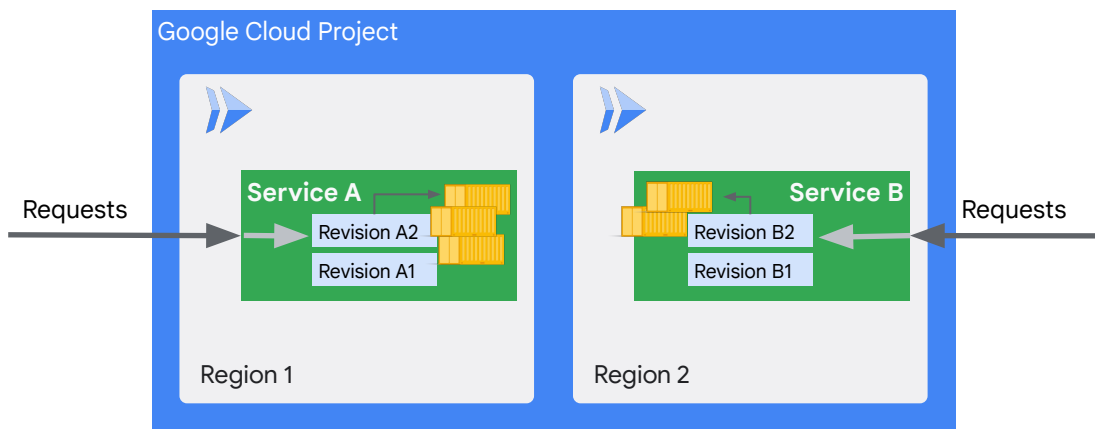 Google Cloud Project
Requests
Service A
Revision A2
Revision A1
Region 1
Service B
Revision B2
Revision B1
Region 2
Requests